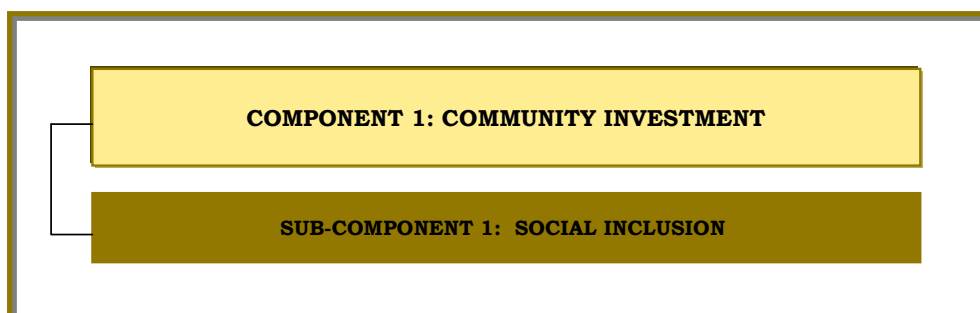 COMPONENT 1: COMMUNITY INVESTMENT
SUB-COMPONENT 1:  SOCIAL INCLUSION